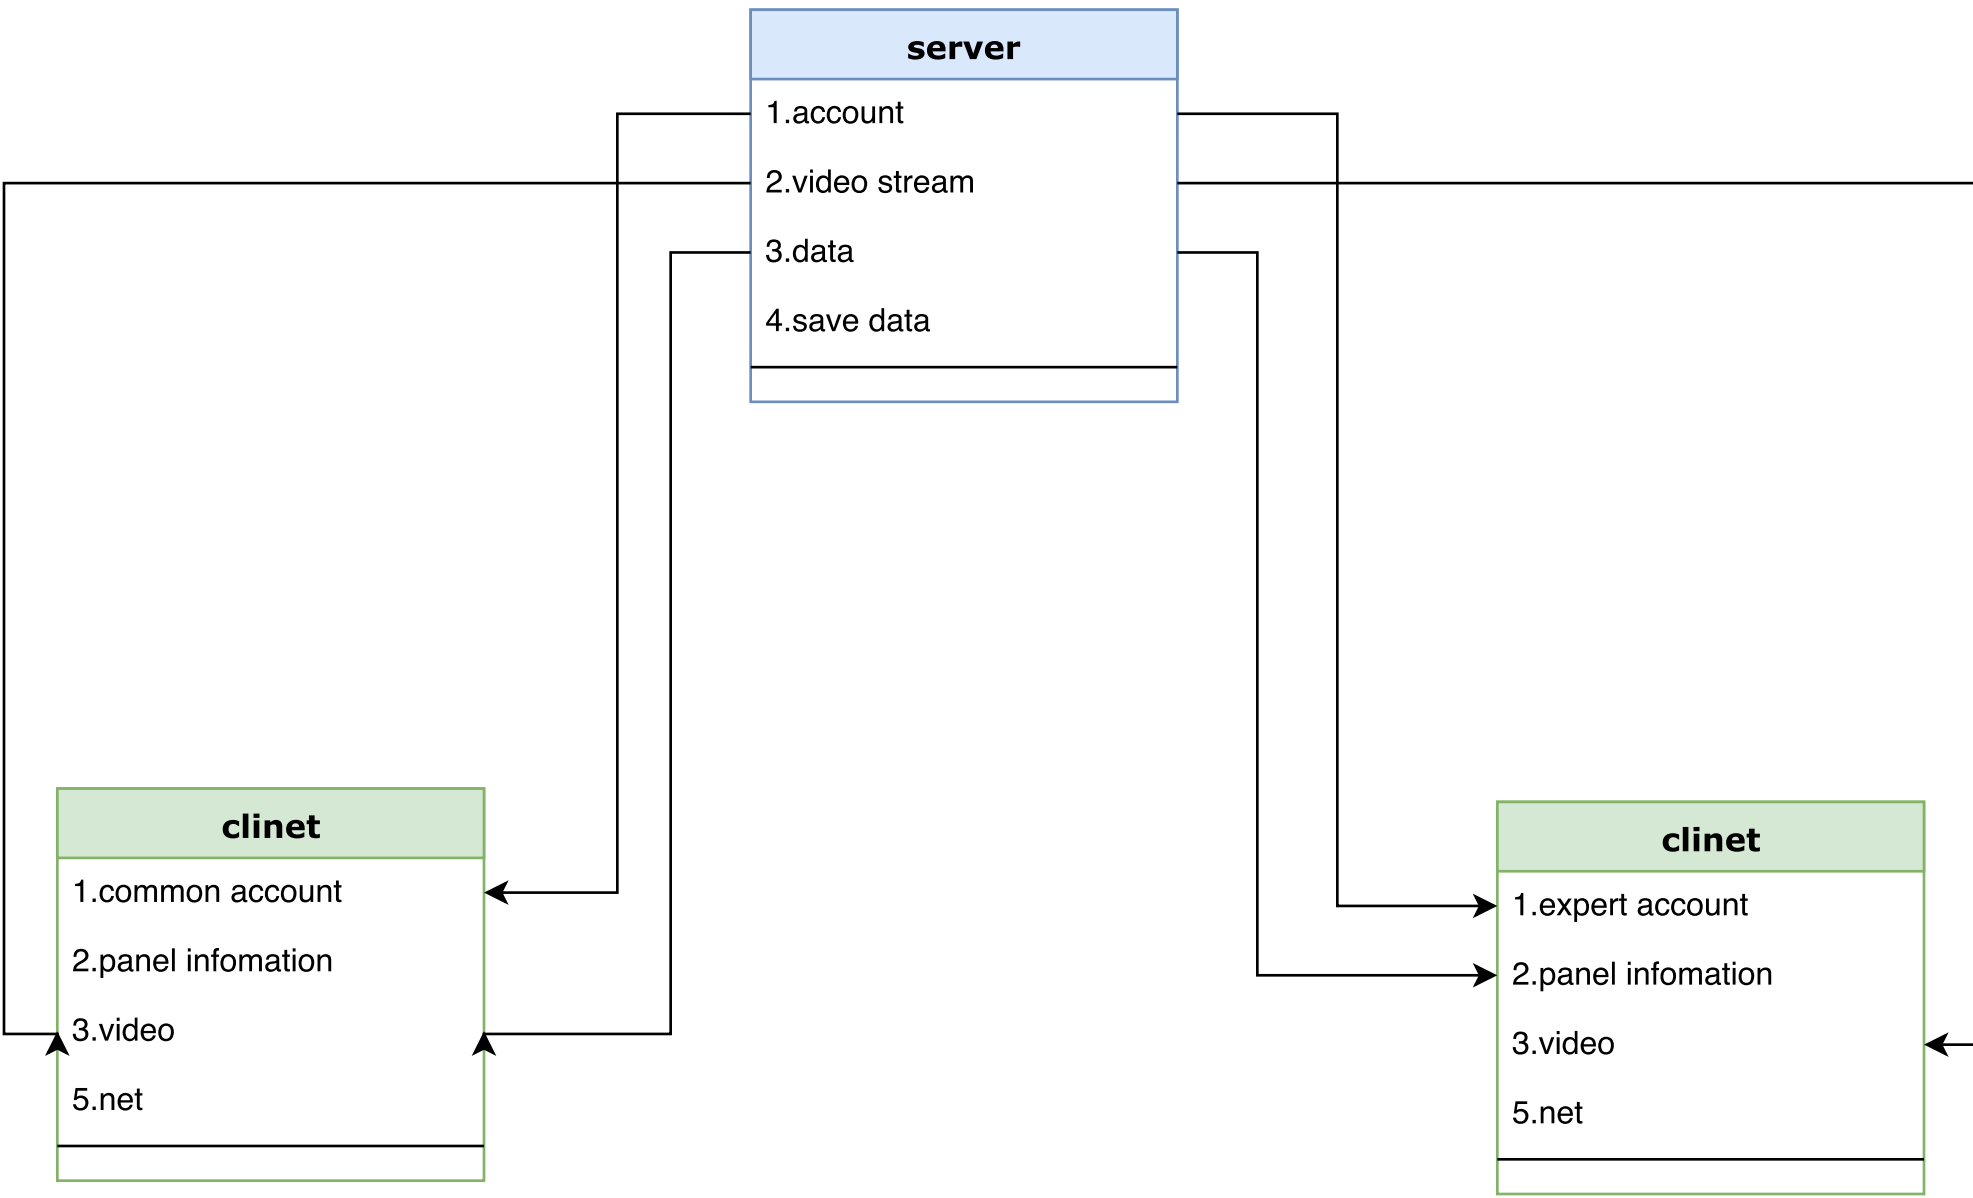 server
1.account
2.video stream
3.data
4.save data
clinet
1.common account
2.panel infomation
3.video
5.net
clinet
1.expert account
2.panel infomation
3.video
5.net